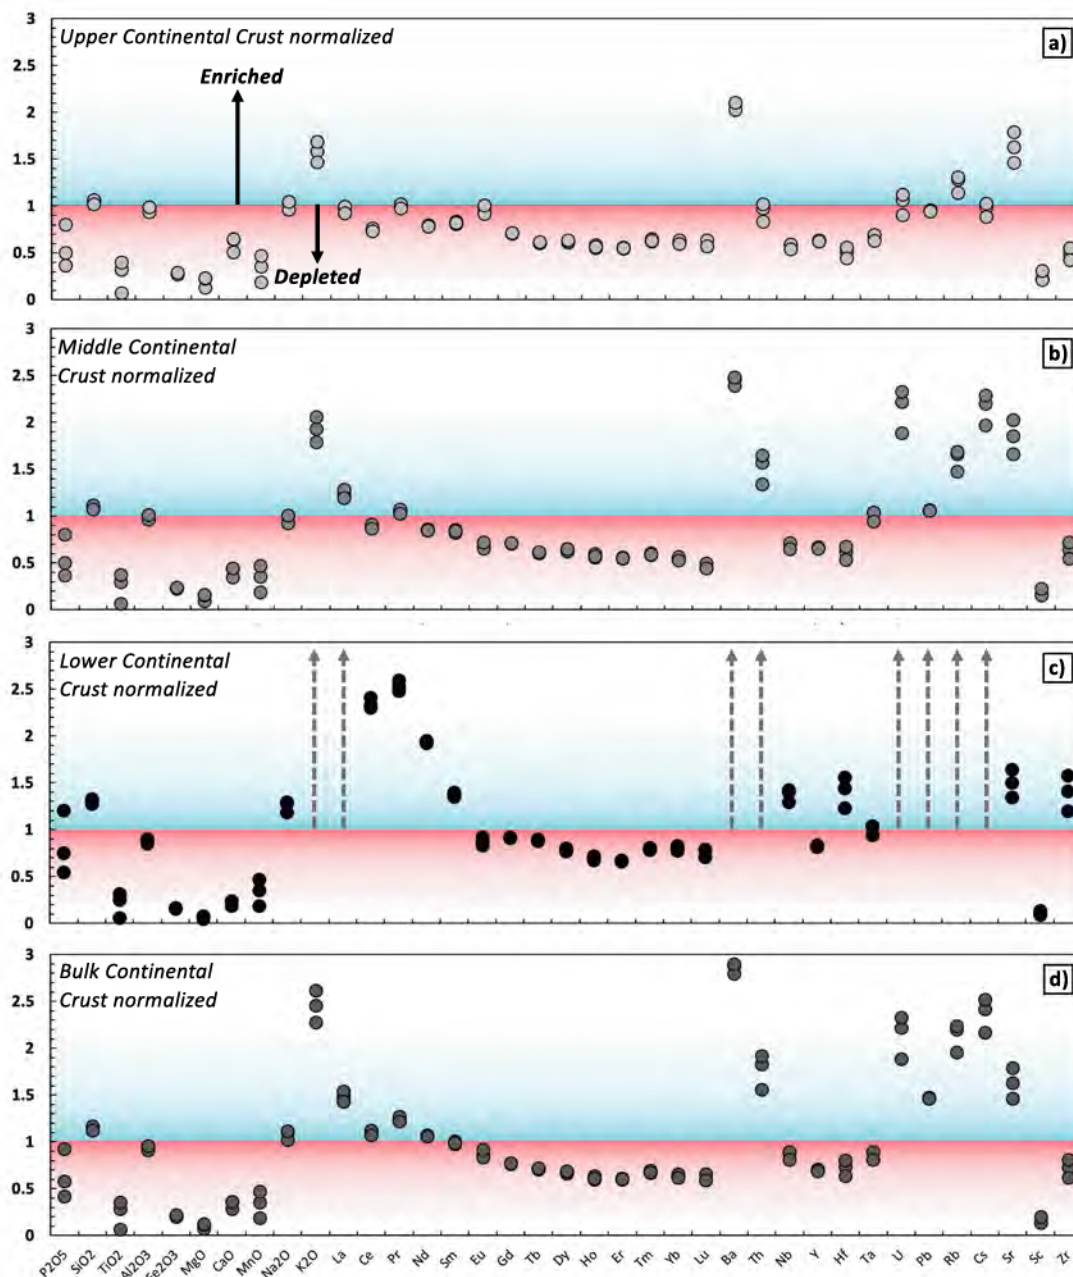 3
Upper Continental Crust normalized
a)
2.5
Enriched
2
1.5
1
0.5
Depleted
0
3
Middle Continental
Crust normalized
b)
2.5
2
1.5
1
0.5
0
3
Lower Continental
Crust normalized
c)
2.5
2
1.5
1
0.5
0
3
Bulk Continental
Crust normalized
d)
2.5
2
1.5
1
0.5
0
P2O5 SiO2 TiO2 Al2O3 Fe2O3 MgO CaO MnO Na2O K2O La Ce Pr Nd Sm Eu Gd Tb Dy Ho Er Tm Yb Lu Ba Th Nb Y Hf Ta U Pb Rb Cs Sr Sc Zr